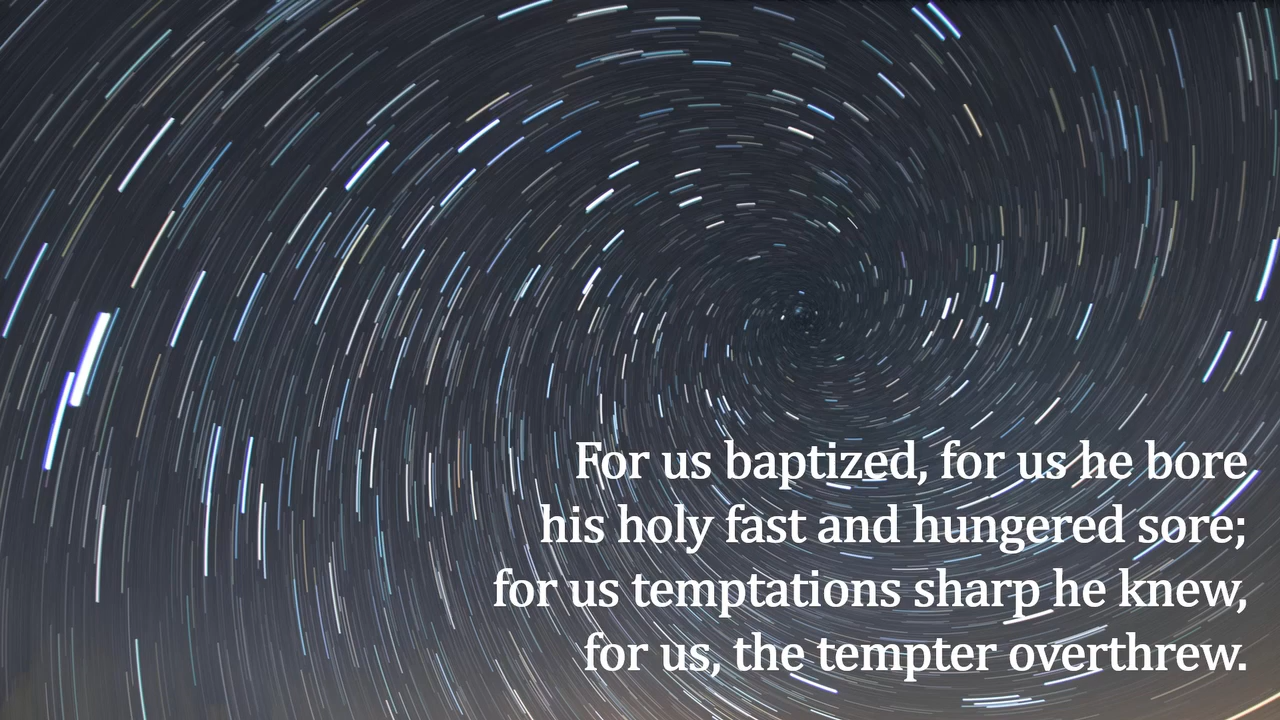 For us baptized, for us he bore
his holy fast and hungered sore;
for us temptations sharp he knew,
for us, the tempter overthrew.